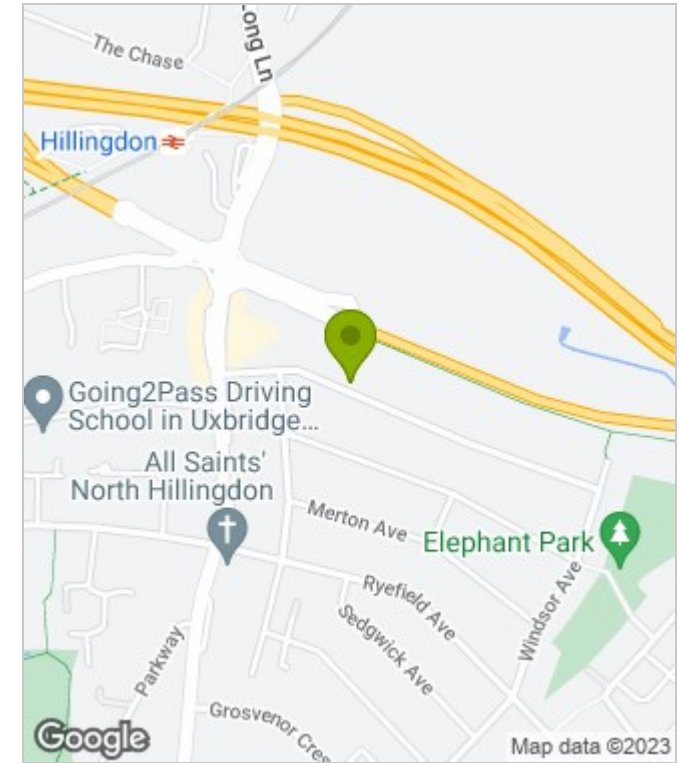 The Chase
Long Ln
Hillingdon
Going2Pass Driving
School in Uxbridge...
All Saints'
North Hillingdon
Merton Ave
Elephant Park
Ryefield Ave
Windsor Ave
Sedgwick Ave
Parkway
Grosvenor Cres
Google
Map data ©2023